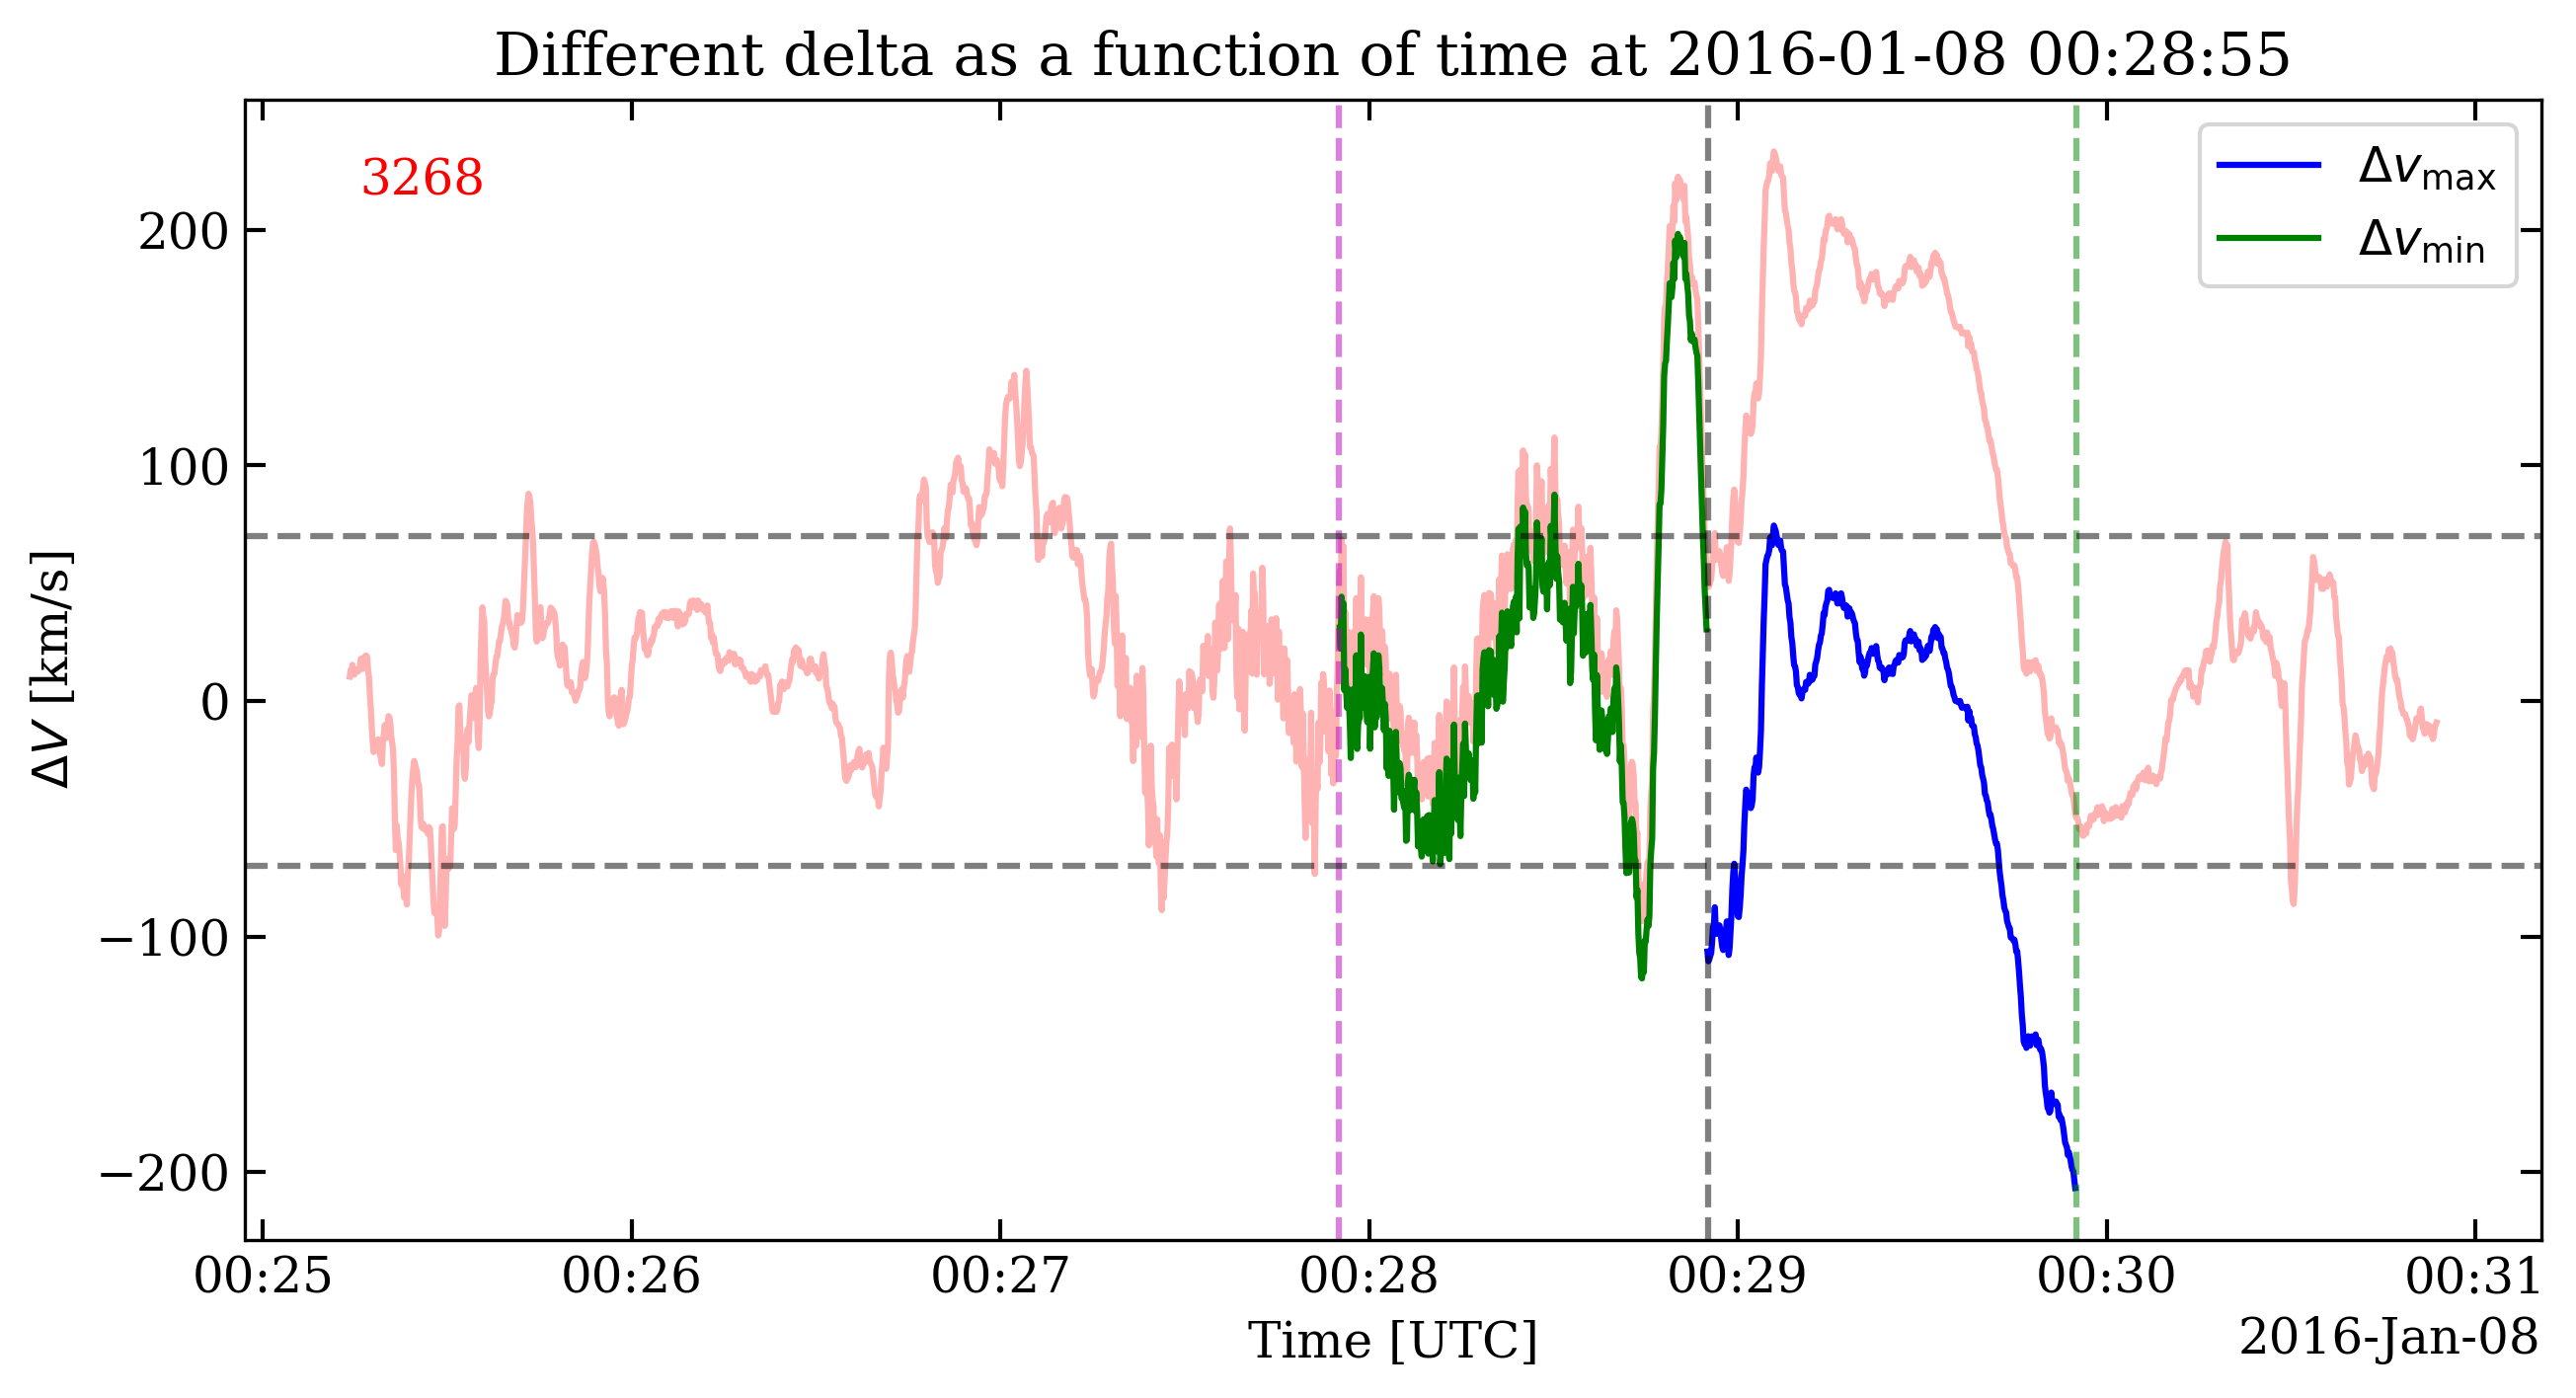 Different delta as a function of time at 2016-01-08 00:28:55
3268
Δv_max
Δv_min
200
100
0
−100
−200
ΔV [km/s]
00:25 00:26 00:27 00:28 00:29 00:30 00:31
Time [UTC]
2016-Jan-08